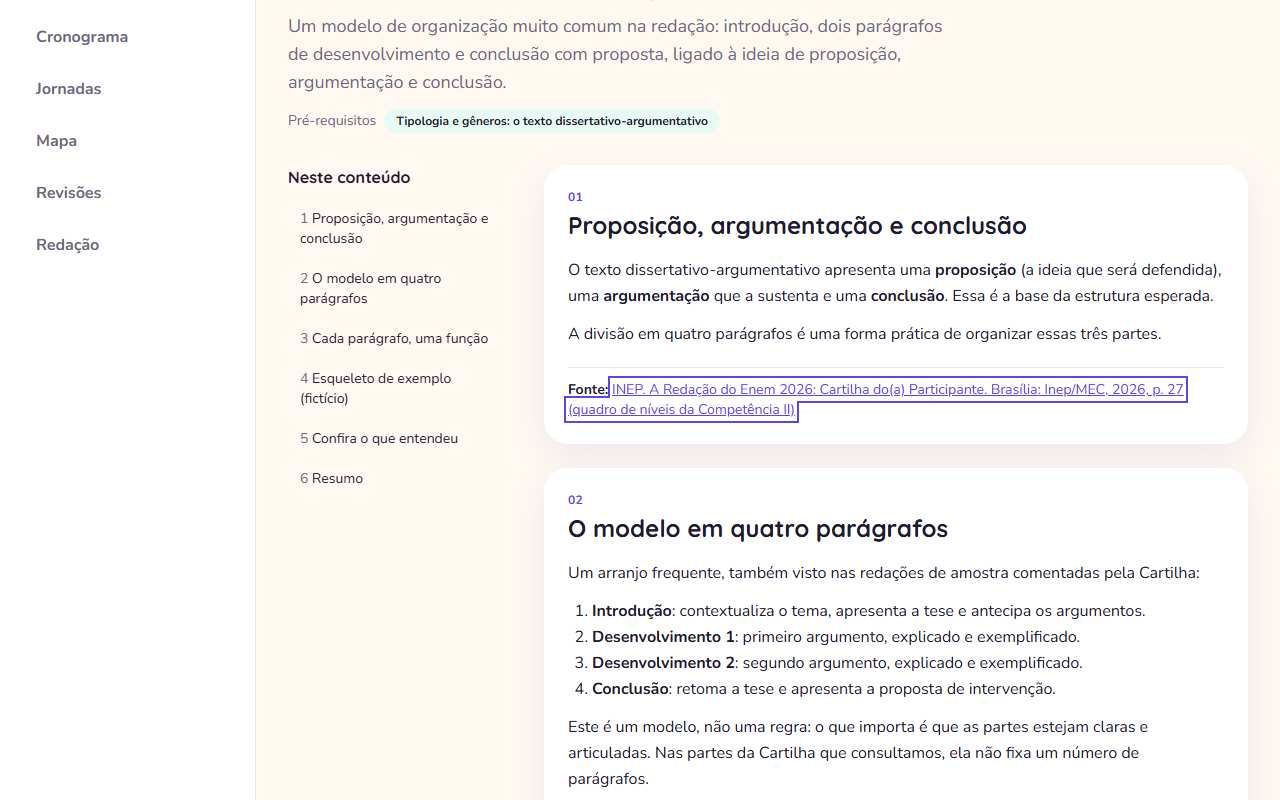 Cronograma
Jornadas
Mapa
Revisões
Redação
Um modelo de organização muito comum na redação: introdução, dois parágrafos
de desenvolvimento e conclusão com proposta, ligado à ideia de proposição,
argumentação e conclusão.
Pré-requisitos Tipologia e gêneros: o texto dissertativo-argumentativo
Neste conteúdo
1 Proposição, argumentação e
conclusão
2 O modelo em quatro
parágrafos
3 Cada parágrafo, uma função
4 Esqueleto de exemplo
(fictício)
5 Confira o que entendeu
6 Resumo
01
Proposição, argumentação e conclusão
O texto dissertativo-argumentativo apresenta uma proposição (a ideia que será defendida),
uma argumentação que a sustenta e uma conclusão. Essa é a base da estrutura esperada.
A divisão em quatro parágrafos é uma forma prática de organizar essas três partes.
Fonte: INEP. A Redação do Enem 2026: Cartilha do(a) Participante. Brasília: Inep/MEC, 2026, p. 27
(quadro de níveis da Competência II)
02
O modelo em quatro parágrafos
Um arranjo frequente, também visto nas redações de amostra comentadas pela Cartilha:
1. Introdução: contextualiza o tema, apresenta a tese e antecipa os argumentos.
2. Desenvolvimento 1: primeiro argumento, explicado e exemplificado.
3. Desenvolvimento 2: segundo argumento, explicado e exemplificado.
4. Conclusão: retoma a tese e apresenta a proposta de intervenção.
Este é um modelo, não uma regra: o que importa é que as partes estejam claras e
articuladas. Nas partes da Cartilha que consultamos, ela não fixa um número de
parágrafos.